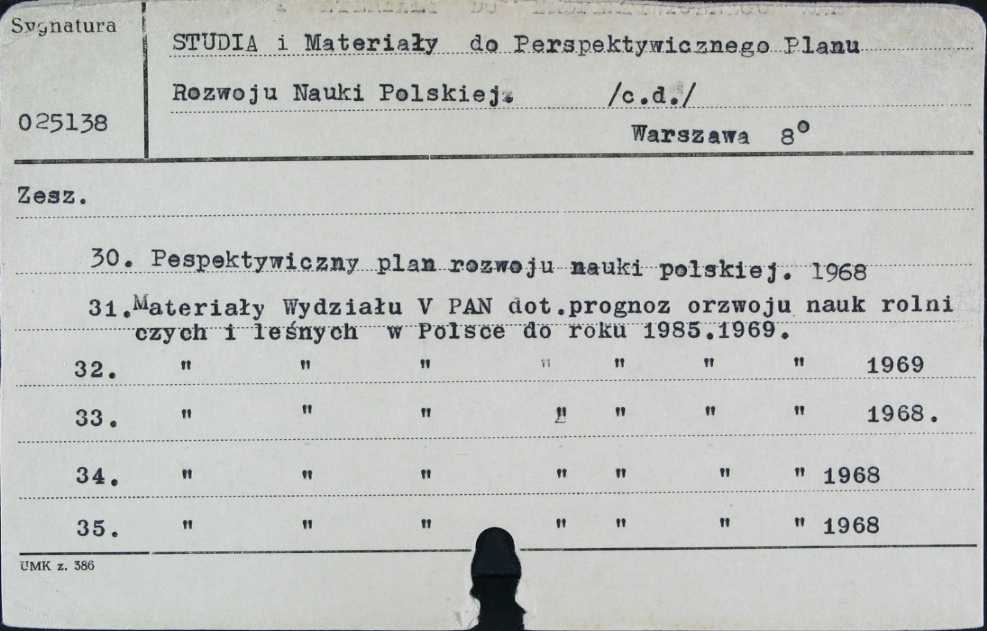 Sygnatura
STUDIA i Materiały do Perspektywicznego Planu
Rozwoju Nauki Polskiej. /c.d./
025138
Warszawa 8°
Zesz.
30. Pespektywiczny plan rozwoju nauki polskiej. 1968
31. Materiały Wydziału V PAN dot.prognoz orzwoju nauk rolni
czych i leśnych w Polsce do roku 1985.1969.
32. " " " " " " " 1969
33. " " " " " " " 1968.
34. " " " " " " " 1968
35. " " " " " " " 1968
UMK z. 386